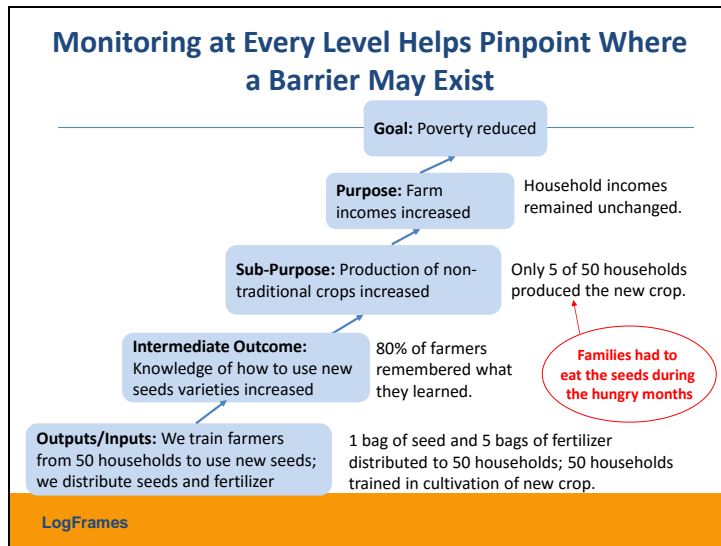 Monitoring at Every Level Helps Pinpoint Where
a Barrier May Exist
Goal: Poverty reduced
Purpose: Farm
incomes increased
Household incomes
remained unchanged.
Sub-Purpose: Production of non-
traditional crops increased
Only 5 of 50 households
produced the new crop.
Intermediate Outcome:
Knowledge of how to use new
seeds varieties increased
80% of farmers
remembered what
they learned.
Families had to
eat the seeds during
the hungry months
Outputs/Inputs: We train farmers
from 50 households to use new seeds;
we distribute seeds and fertilizer
1 bag of seed and 5 bags of fertilizer
distributed to 50 households; 50 households
trained in cultivation of new crop.
LogFrames